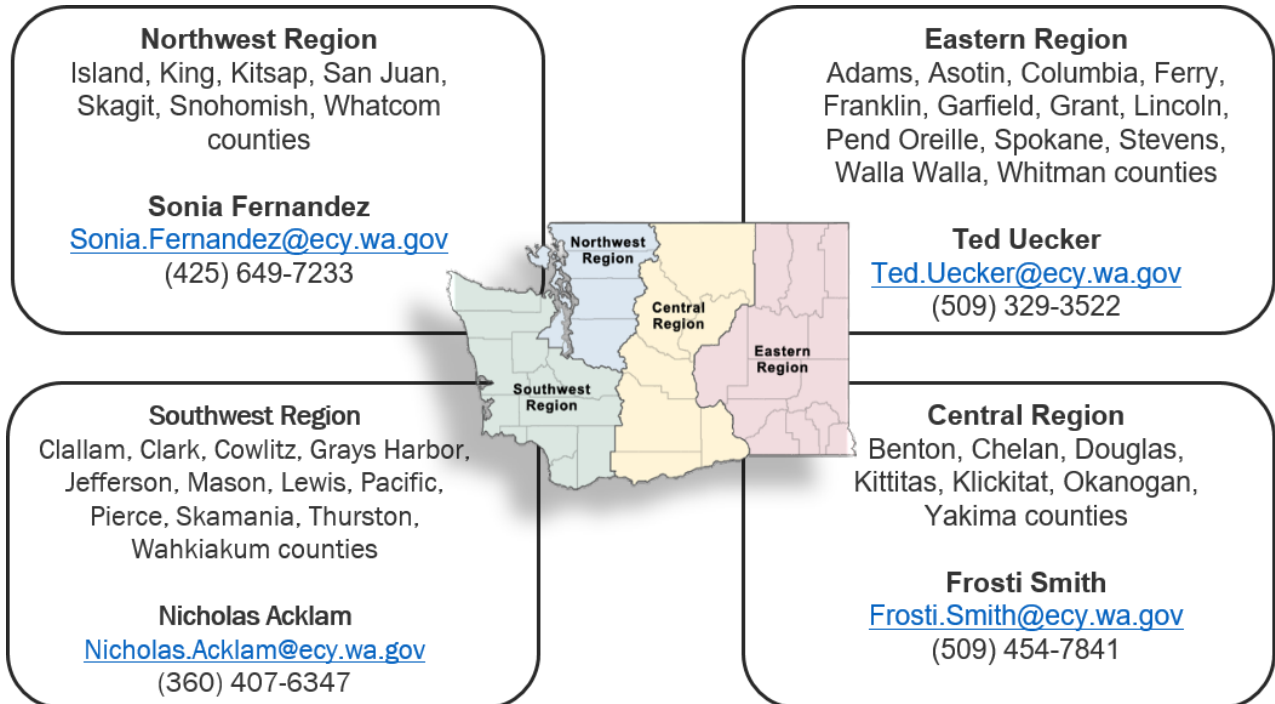 Northwest Region
Island, King, Kitsap, San Juan,
Skagit, Snohomish, Whatcom
counties
Sonia Fernandez
Sonia.Fernandez@ecy.wa.gov
(425) 649-7233
Eastern Region
Adams, Asotin, Columbia, Ferry,
Franklin, Garfield, Grant, Lincoln,
Pend Oreille, Spokane, Stevens,
Walla Walla, Whitman counties
Ted Uecker
Ted.Uecker@ecy.wa.gov
(509) 329-3522
Northwest
Region
Central
Region
Eastern
Region
Southwest
Region
Southwest Region
Clallam, Clark, Cowlitz, Grays Harbor,
Jefferson, Mason, Lewis, Pacific,
Pierce, Skamania, Thurston,
Wahkiakum counties
Nicholas Acklam
Nicholas.Acklam@ecy.wa.gov
(360) 407-6347
Central Region
Benton, Chelan, Douglas,
Kittitas, Klickitat, Okanogan,
Yakima counties
Frosti Smith
Frosti.Smith@ecy.wa.gov
(509) 454-7841